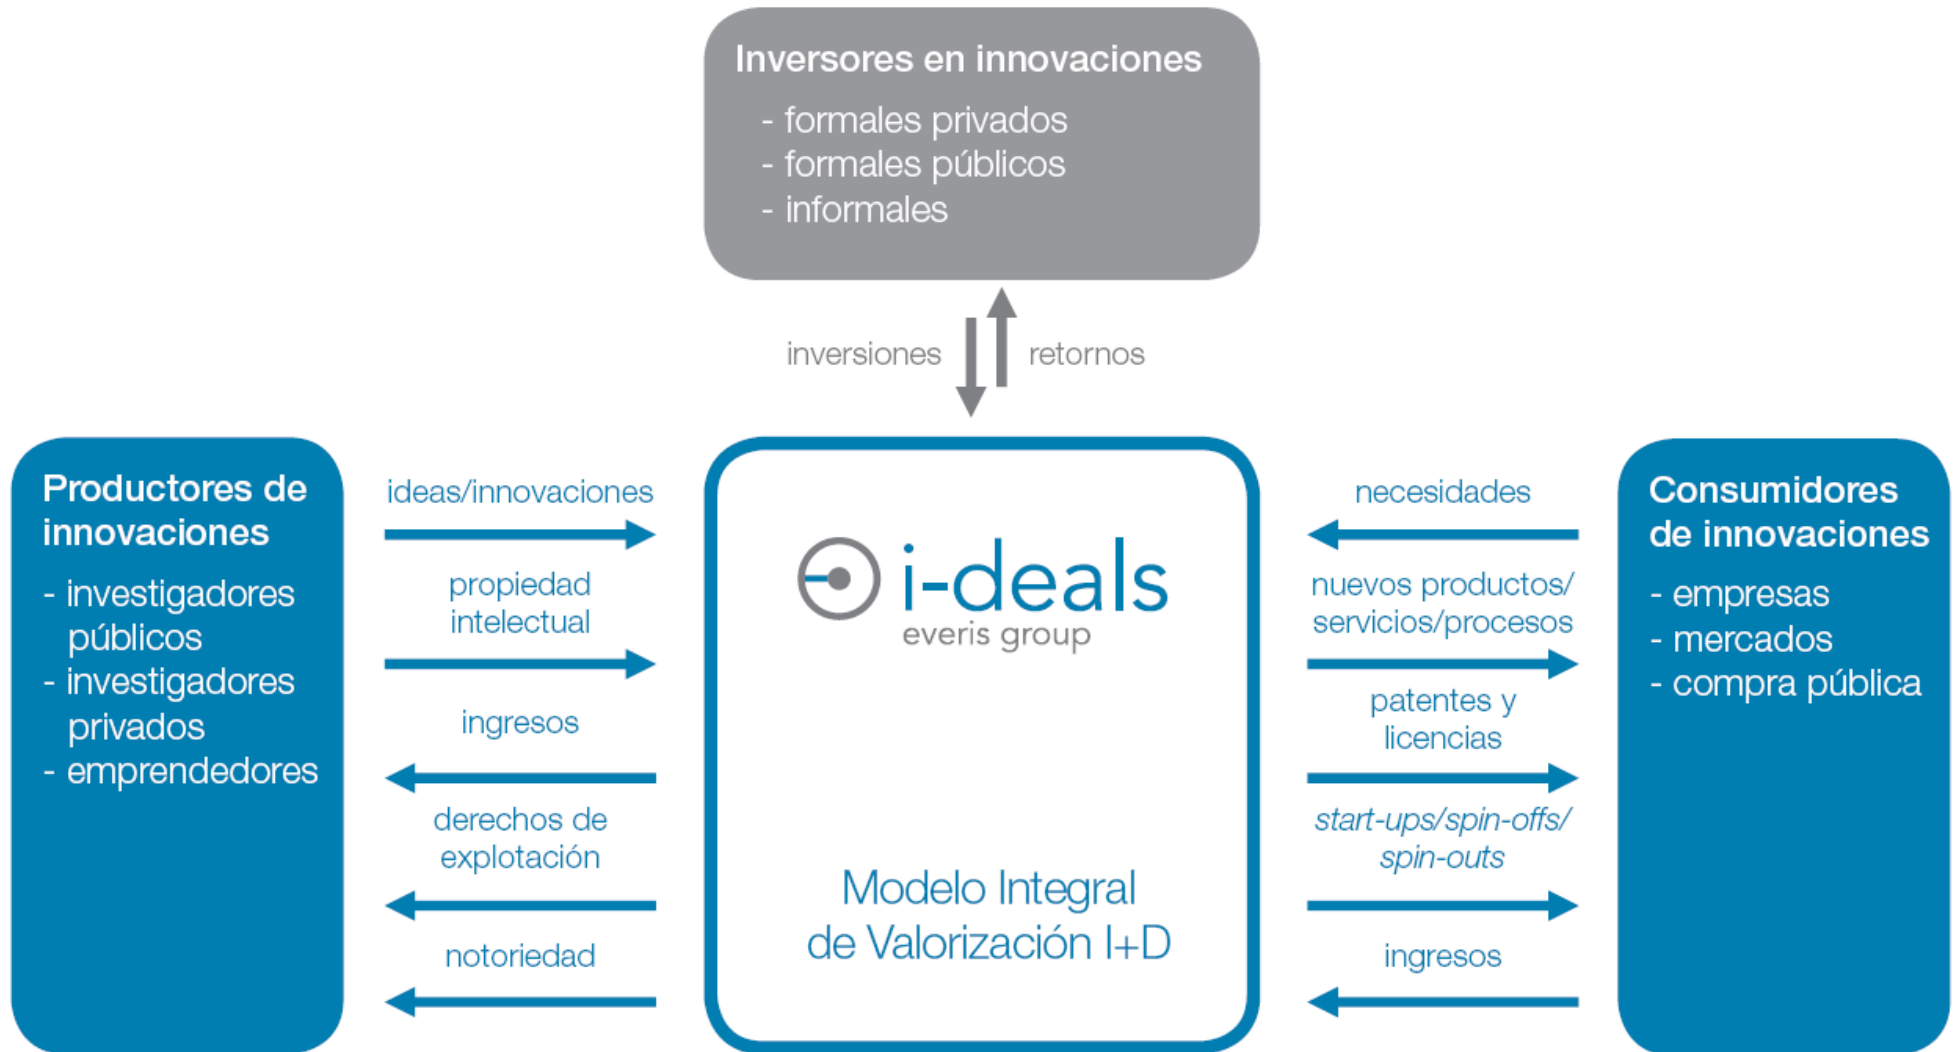 Inversores en innovaciones
- formales privados
- formales públicos
- informales
inversiones
retornos
Productores de
innovaciones
- investigadores
públicos
- investigadores
privados
- emprendedores
ideas/innovaciones
propiedad
intelectual
ingresos
derechos de
explotación
notoriedad
i-deals
everis group
Modelo Integral
de Valorización I+D
necesidades
nuevos productos/
servicios/procesos
patentes y
licencias
start-ups/spin-offs/
spin-outs
ingresos
Consumidores
de innovaciones
- empresas
- mercados
- compra pública